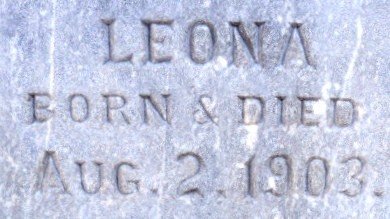 LEONA
BORN & DIED
AUG. 2. 1903.